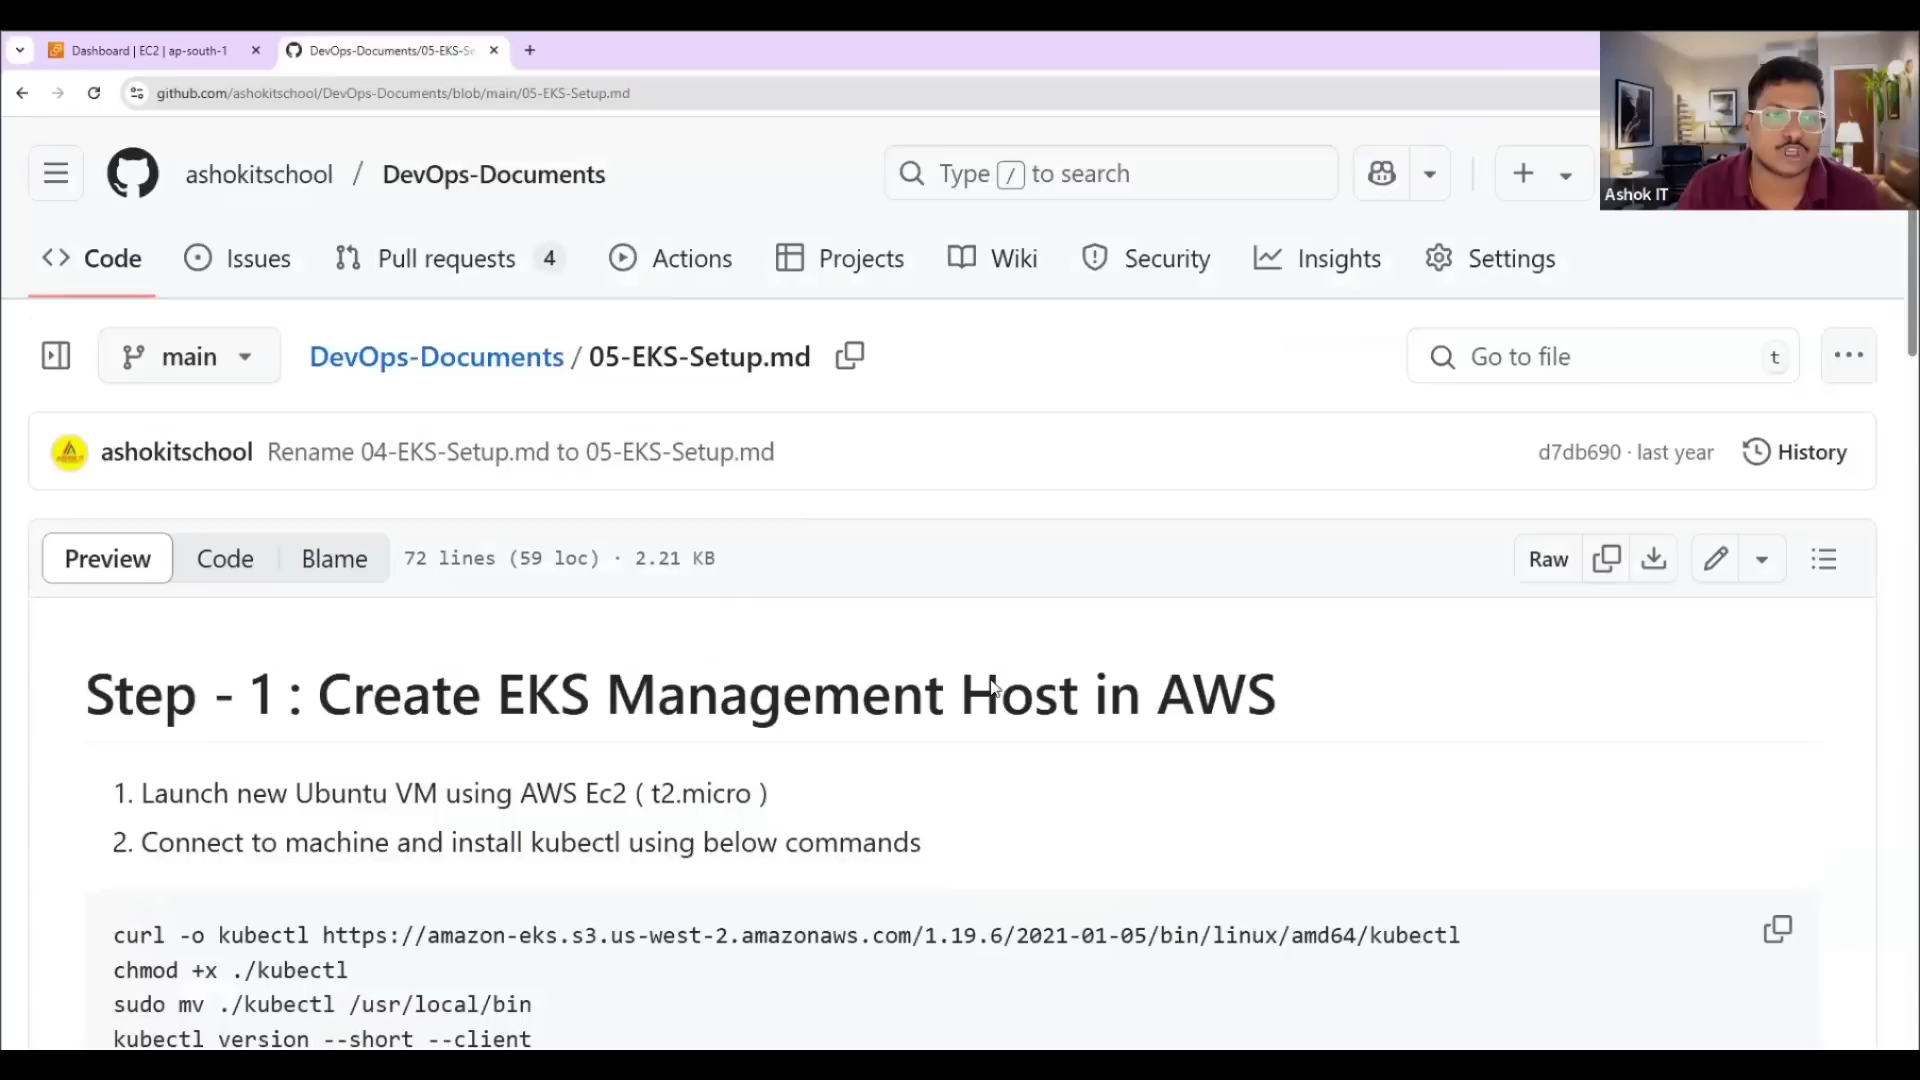 Dashboard | EC2 | ap-south-1
DevOps-Documents/05-EKS-Se
github.com/ashokitschool/DevOps-Documents/blob/main/05-EKS-Setup.md
Ashok IT
ashokitschool / DevOps-Documents
Type / to search
Code
Issues
Pull requests 4
Actions
Projects
Wiki
Security
Insights
Settings
main
DevOps-Documents / 05-EKS-Setup.md
Go to file t
ashokitschool Rename 04-EKS-Setup.md to 05-EKS-Setup.md
d7db690 · last year
History
Preview
Code
Blame
72 lines (59 loc) · 2.21 KB
Raw
Step - 1 : Create EKS Management Host in AWS
1. Launch new Ubuntu VM using AWS Ec2 ( t2.micro )
2. Connect to machine and install kubectl using below commands
curl -o kubectl https://amazon-eks.s3.us-west-2.amazonaws.com/1.19.6/2021-01-05/bin/linux/amd64/kubectl
chmod +x ./kubectl
sudo mv ./kubectl /usr/local/bin
kubectl version --short --client